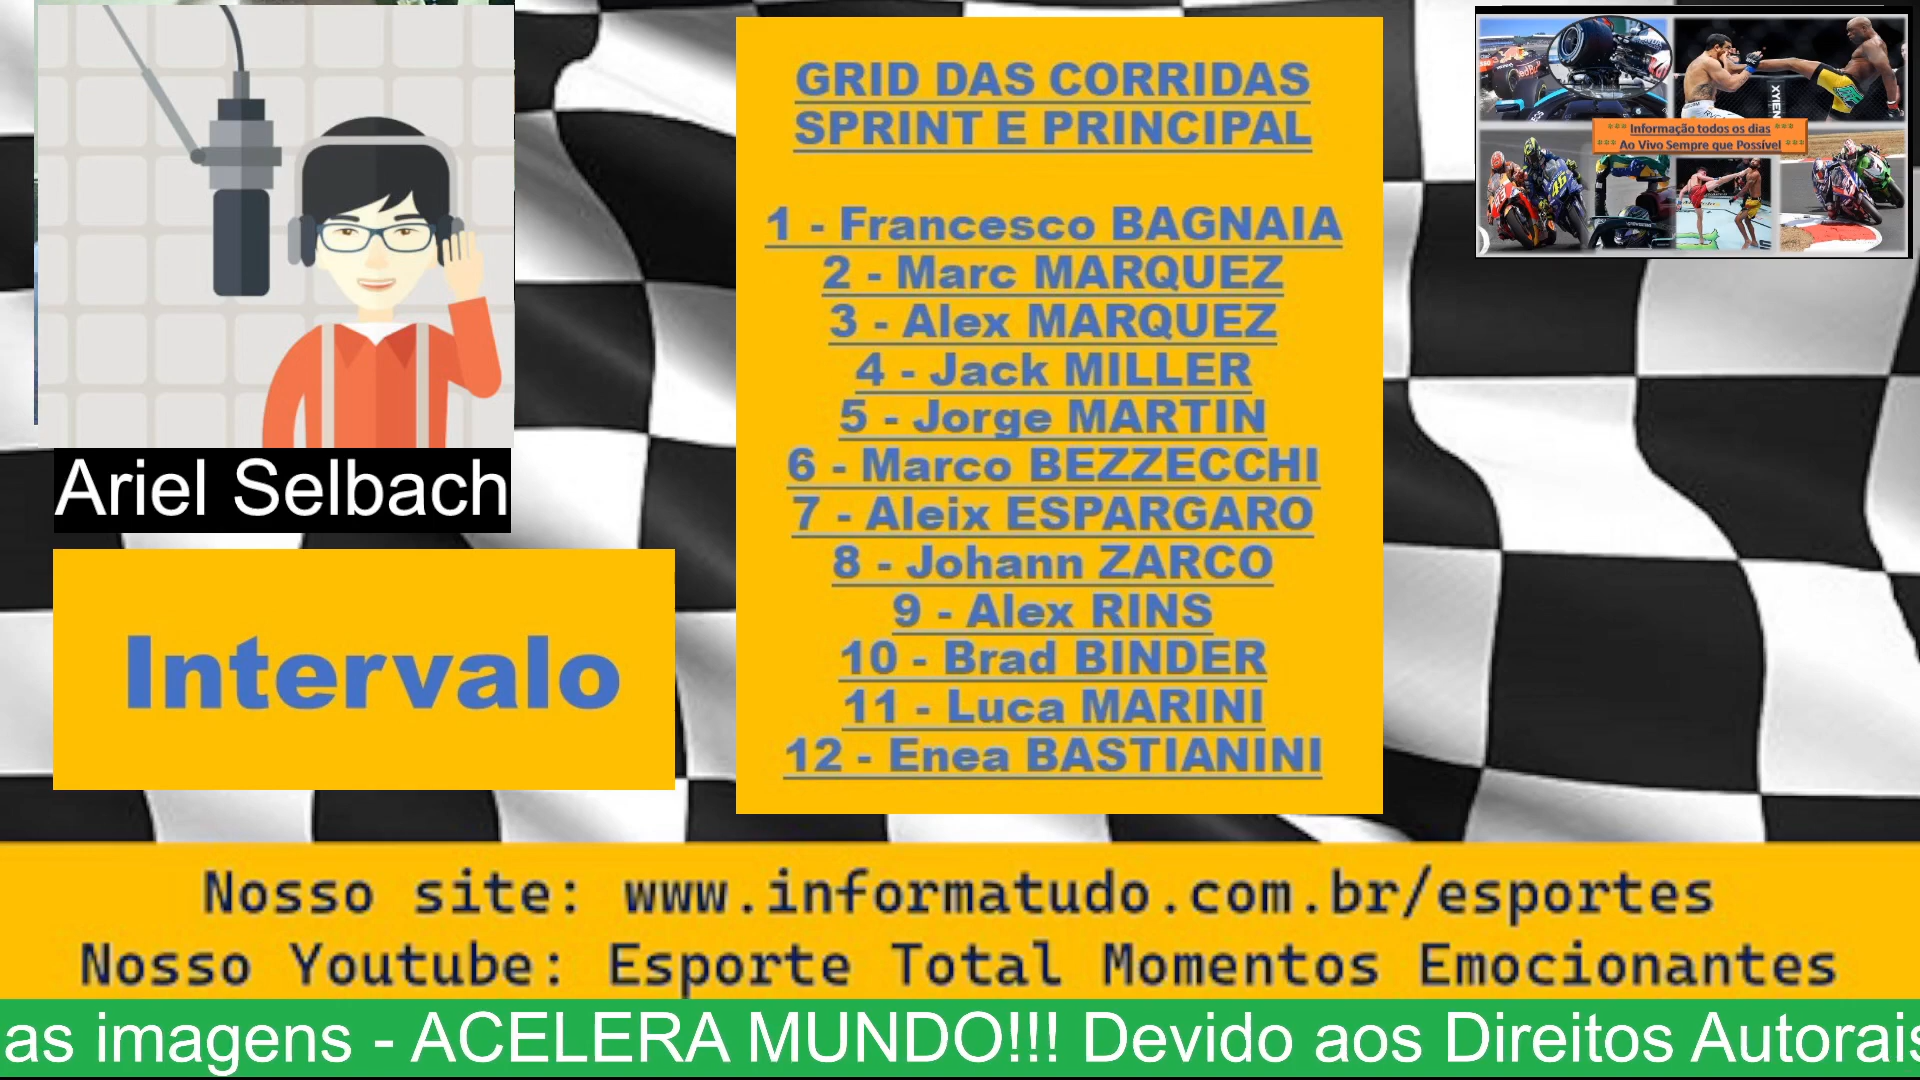 GRID DAS CORRIDAS
SPRINT E PRINCIPAL
1 - Francesco BAGNAIA
2 - Marc MARQUEZ
3 - Alex MARQUEZ
4 - Jack MILLER
5 - Jorge MARTIN
6 - Marco BEZZECCHI
7 - Aleix ESPARGARO
8 - Johann ZARCO
9 - Alex RINS
10 - Brad BINDER
11 - Luca MARINI
12 - Enea BASTIANINI
*** Informação todos os dias ***
*** Ao Vivo Sempre que Possível ***
Ariel Selbach
Intervalo
Nosso site: www.informatudo.com.br/esportes
Nosso Youtube: Esporte Total Momentos Emocionantes
as imagens - ACELERA MUNDO!!! Devido aos Direitos Autorais